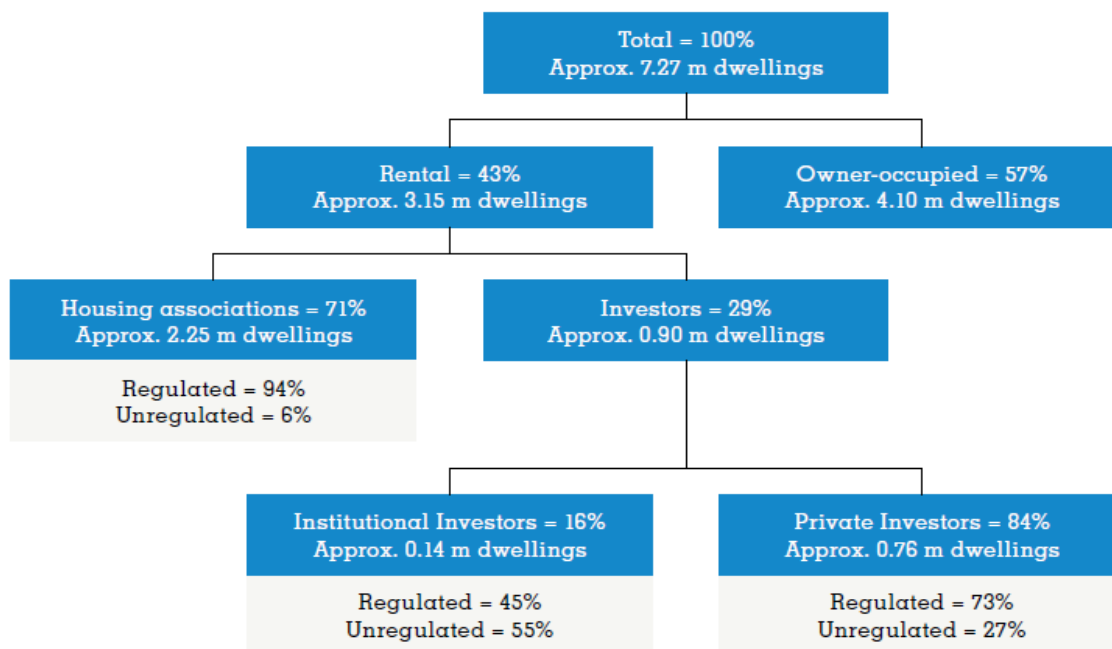 Total = 100%
Approx. 7.27 m dwellings
Rental = 43%
Approx. 3.15 m dwellings
Owner-occupied = 57%
Approx. 4.10 m dwellings
Housing associations = 71%
Approx. 2.25 m dwellings
Regulated = 94%
Unregulated = 6%
Investors = 29%
Approx. 0.90 m dwellings
Institutional Investors = 16%
Approx. 0.14 m dwellings
Regulated = 45%
Unregulated = 55%
Private Investors = 84%
Approx. 0.76 m dwellings
Regulated = 73%
Unregulated = 27%